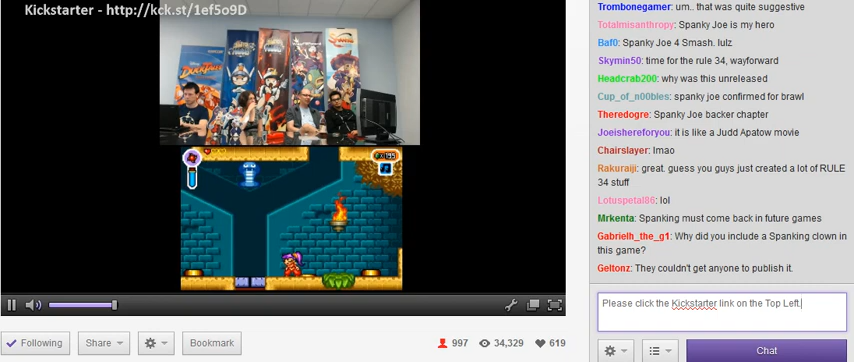 Kickstarter - http://kck.st/1ef5o9D
DUCKTALES
Trombonegamer: um.. that was quite suggestive
Totalmisanthropy: Spanky Joe is my hero
Baf0: Spanky Joe 4 Smash. lulz
Skymin50: time for the rule 34, wayforward
Headcrab200: why was this unreleased
Cup_of_n00bles: spanky joe confirmed for brawl
Theredogre: Spanky Joe backer chapter
Joeishereforyou: it is like a Judd Apatow movie
Chairslayer: lmao
Rakuraiji: great. guess you guys just created a lot of RULE
34 stuff
Lotuspetal86: lol
Mrkenta: Spanking must come back in future games
Gabrielh_the_g1: Why did you include a Spanking clown in
this game?
Geltonz: They couldn't get anyone to publish it.
Please click the Kickstarter link on the Top Left.
Chat
Following
Share
Bookmark
997
34,329
619